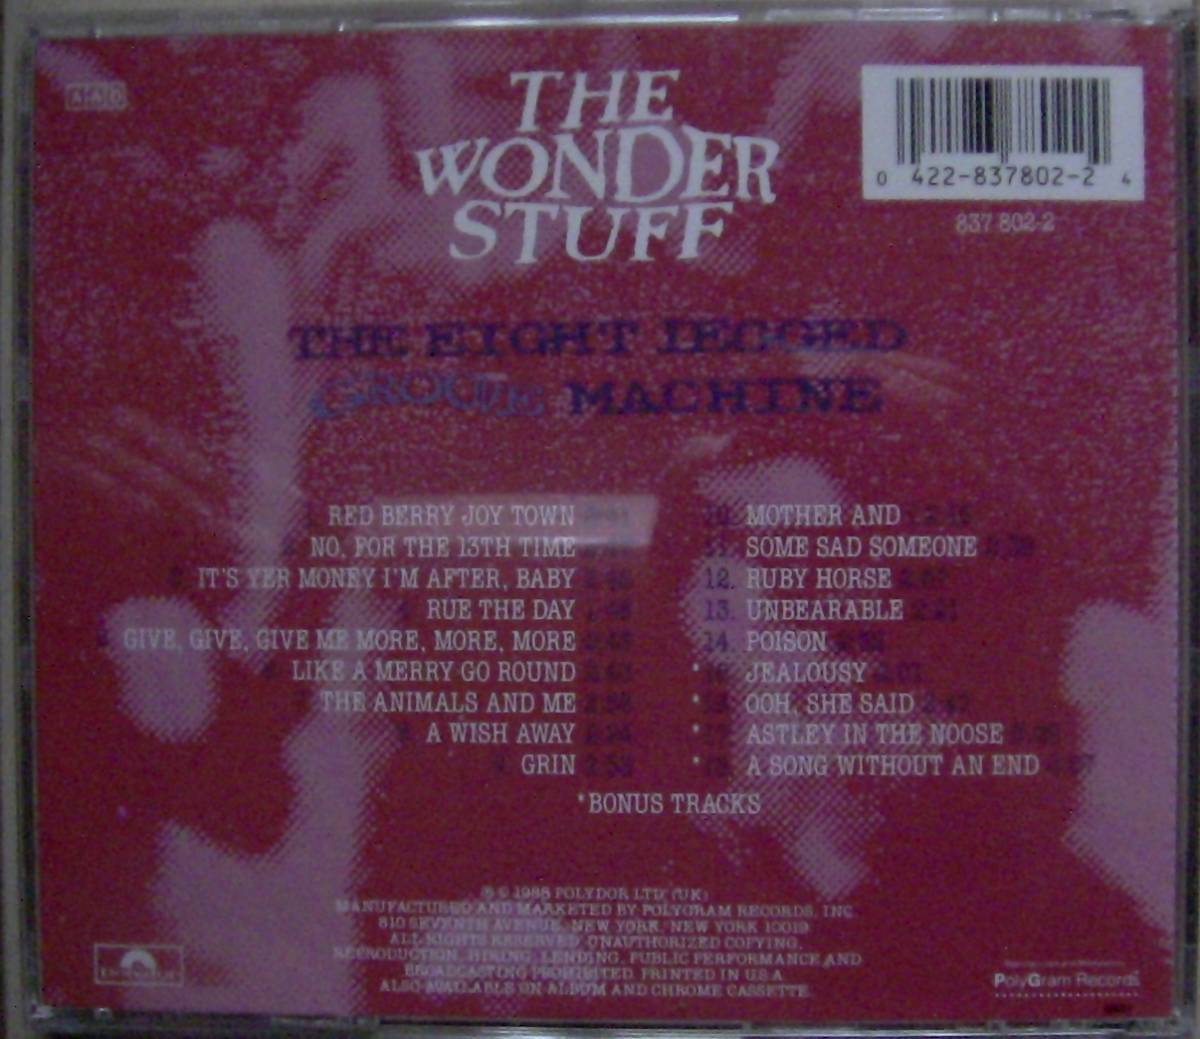 AAD
THE
WONDER
STUFF
0 422-837802-2 4
837 802-2
THE EIGHT LEGGED
GROOVE MACHINE
RED BERRY JOY TOWN
NO, FOR THE 13TH TIME
IT'S YER MONEY I'M AFTER, BABY
RUE THE DAY
GIVE, GIVE, GIVE ME MORE, MORE, MORE
LIKE A MERRY GO ROUND
THE ANIMALS AND ME
A WISH AWAY
GRIN
10. MOTHER AND
11. SOME SAD SOMEONE
12. RUBY HORSE
13. UNBEARABLE 2:21
14. POISON
* JEALOUSY
* OOH, SHE SAID
* ASTLEY IN THE NOOSE
* A SONG WITHOUT AN END
*BONUS TRACKS
℗ © 1988 POLYDOR LTD. (UK)
MANUFACTURED AND MARKETED BY POLYGRAM RECORDS, INC.
810 SEVENTH AVENUE, NEW YORK, NEW YORK 10019
ALL RIGHTS RESERVED. UNAUTHORIZED COPYING,
REPRODUCTION, HIRING, LENDING, PUBLIC PERFORMANCE AND
BROADCASTING PROHIBITED. PRINTED IN U.S.A.
ALSO AVAILABLE ON ALBUM AND CHROME CASSETTE.
PolyGram Records